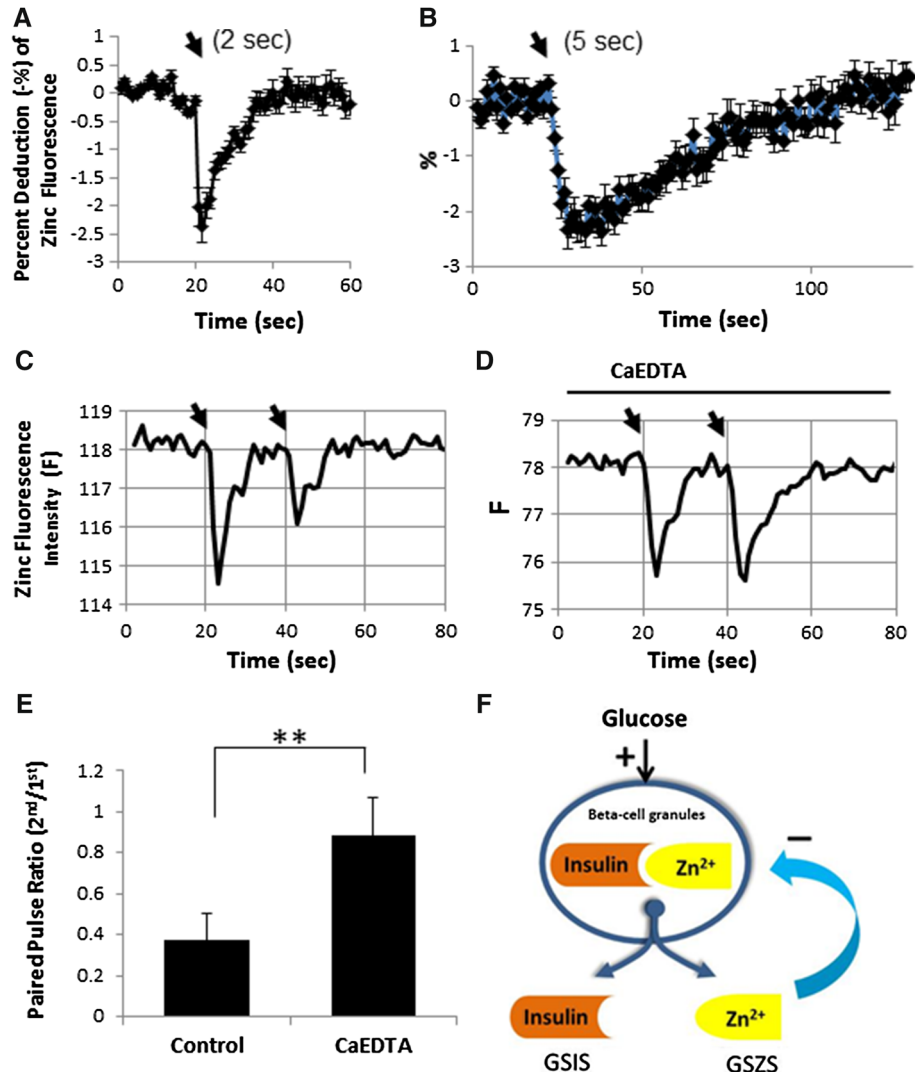 A
(2 sec)
Percent Deduction (-%) of
Zinc Fluorescence
1
0.5
0
-0.5
-1
-1.5
-2
-2.5
-3
0 20 40 60
Time (sec)
B
(5 sec)
%
1
0
-1
-2
-3
0 50 100
Time (sec)
C
Zinc Fluorescence
Intensity (F)
119
118
117
116
115
114
0 20 40 60 80
Time (sec)
D
CaEDTA
F
79
78
77
76
75
0 20 40 60 80
Time (sec)
E
**
Paired Pulse Ratio (2nd/1st)
1.2
1
0.8
0.6
0.4
0.2
0
Control CaEDTA
F
Glucose
+
Beta-cell granules
Insulin Zn2+
−
Insulin Zn2+
GSIS GSZS